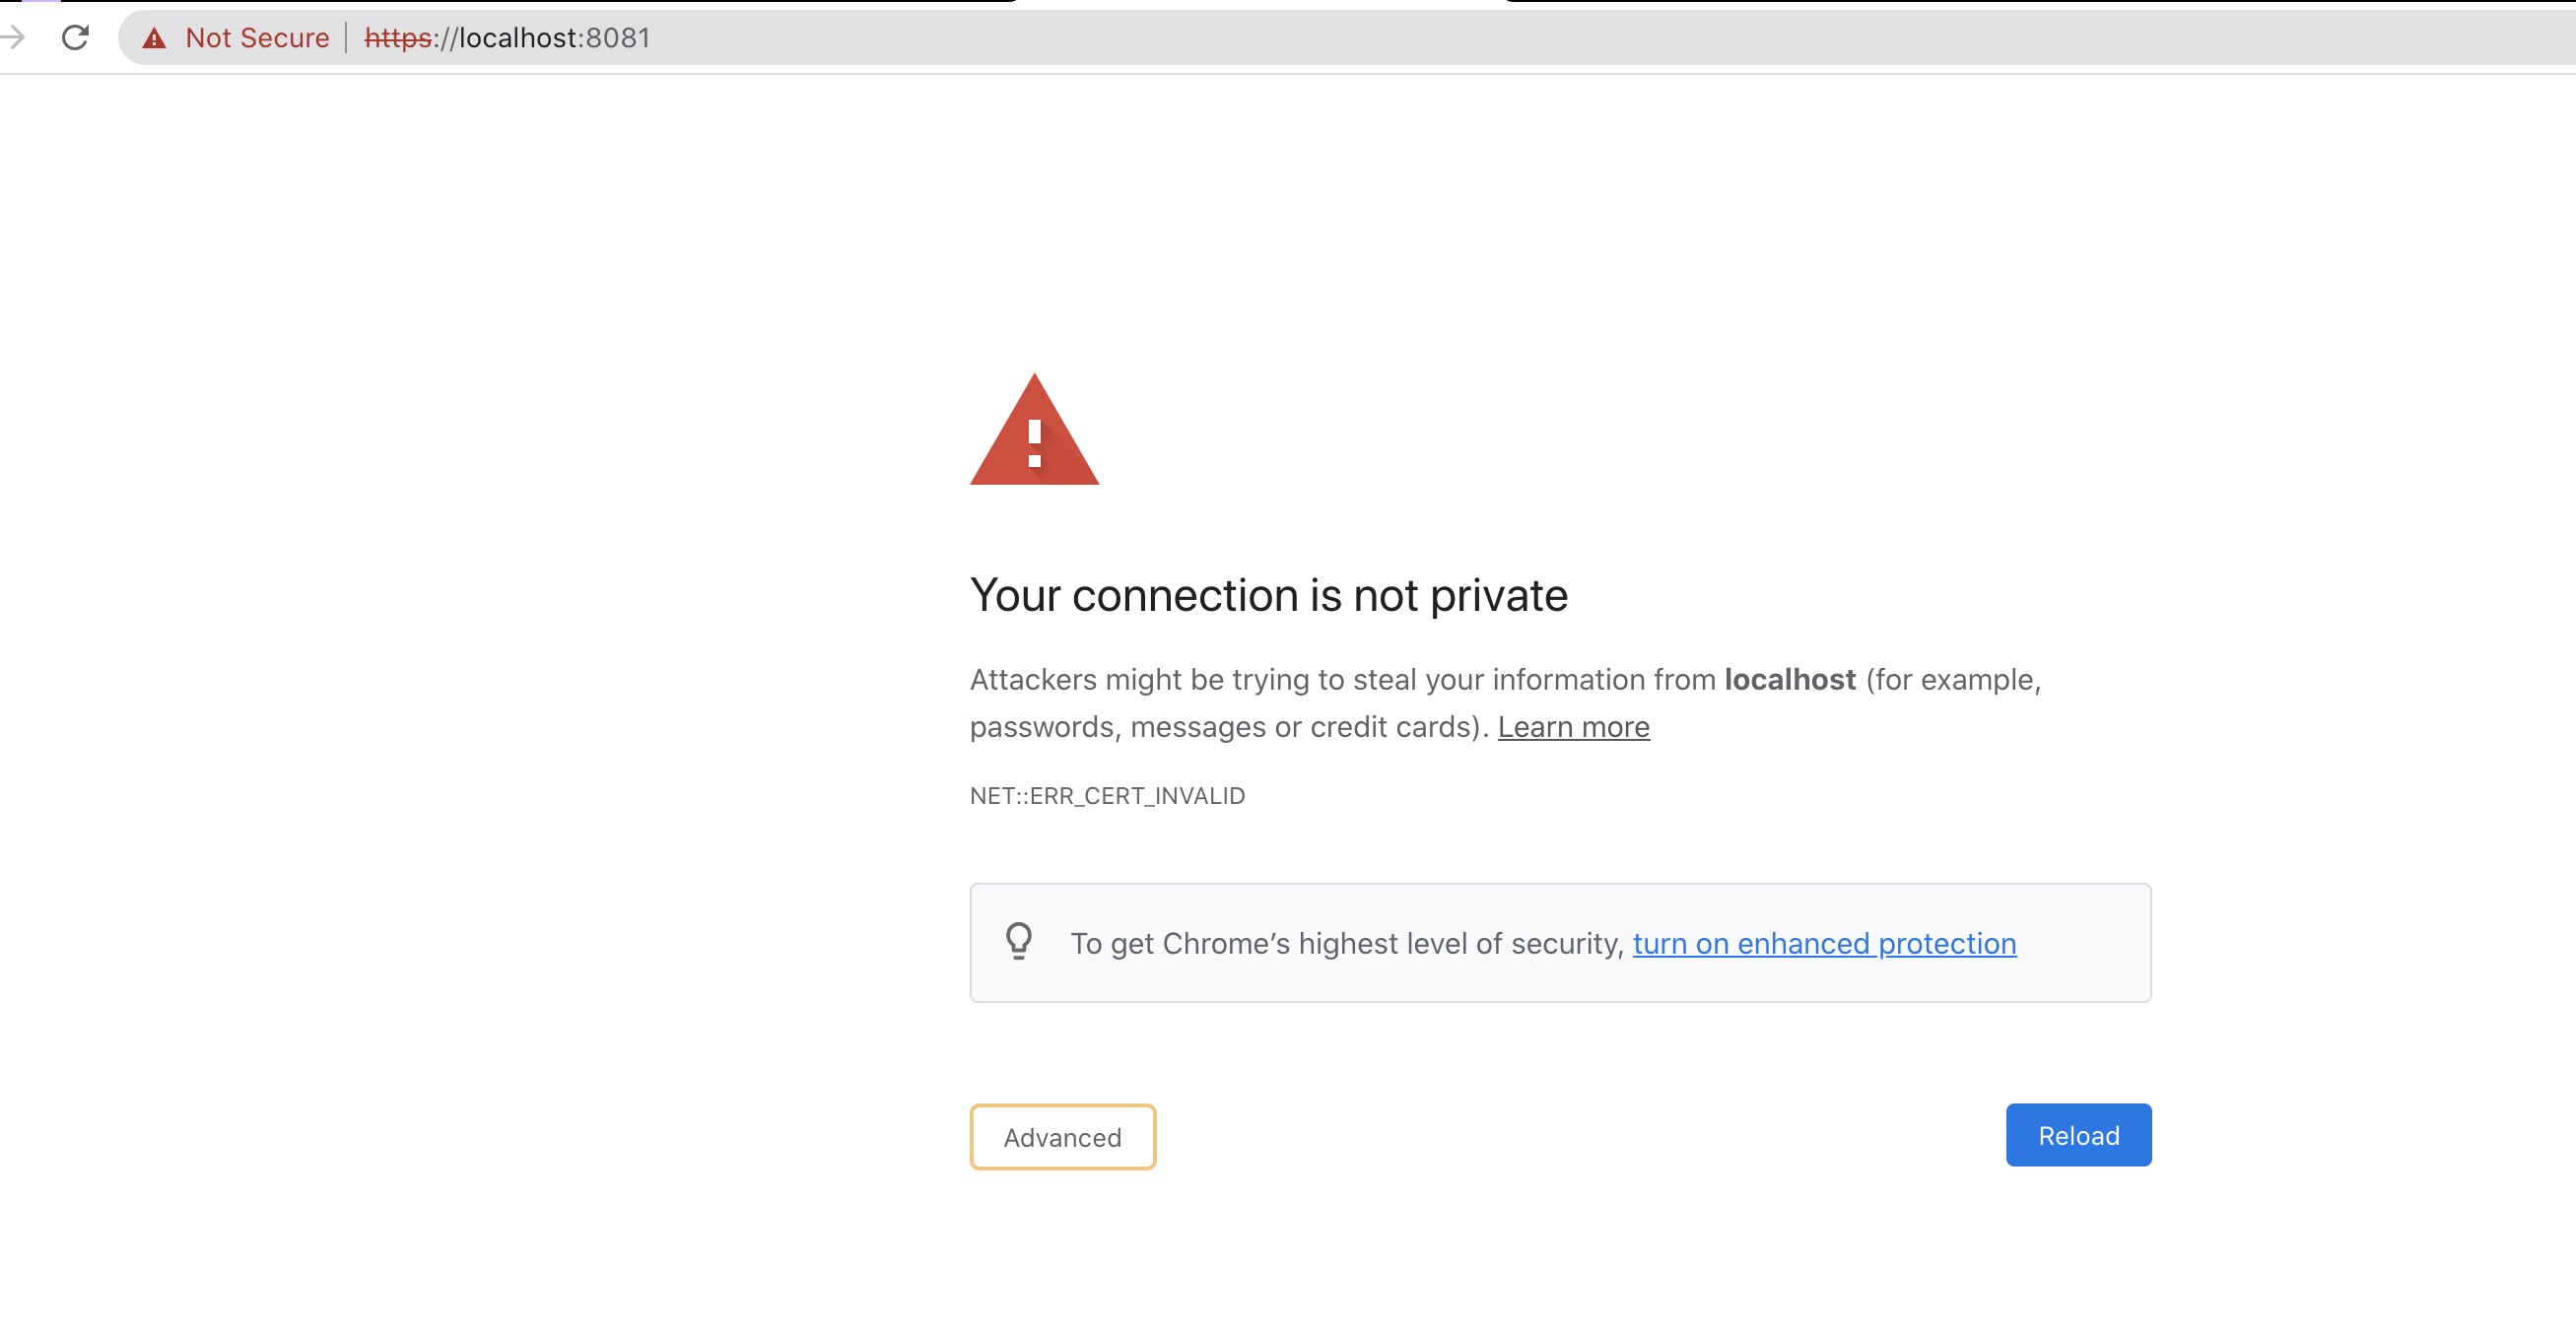 Not Secure https://localhost:8081
Your connection is not private
Attackers might be trying to steal your information from localhost (for example,
passwords, messages or credit cards). Learn more
NET::ERR_CERT_INVALID
To get Chrome’s highest level of security, turn on enhanced protection
Advanced
Reload